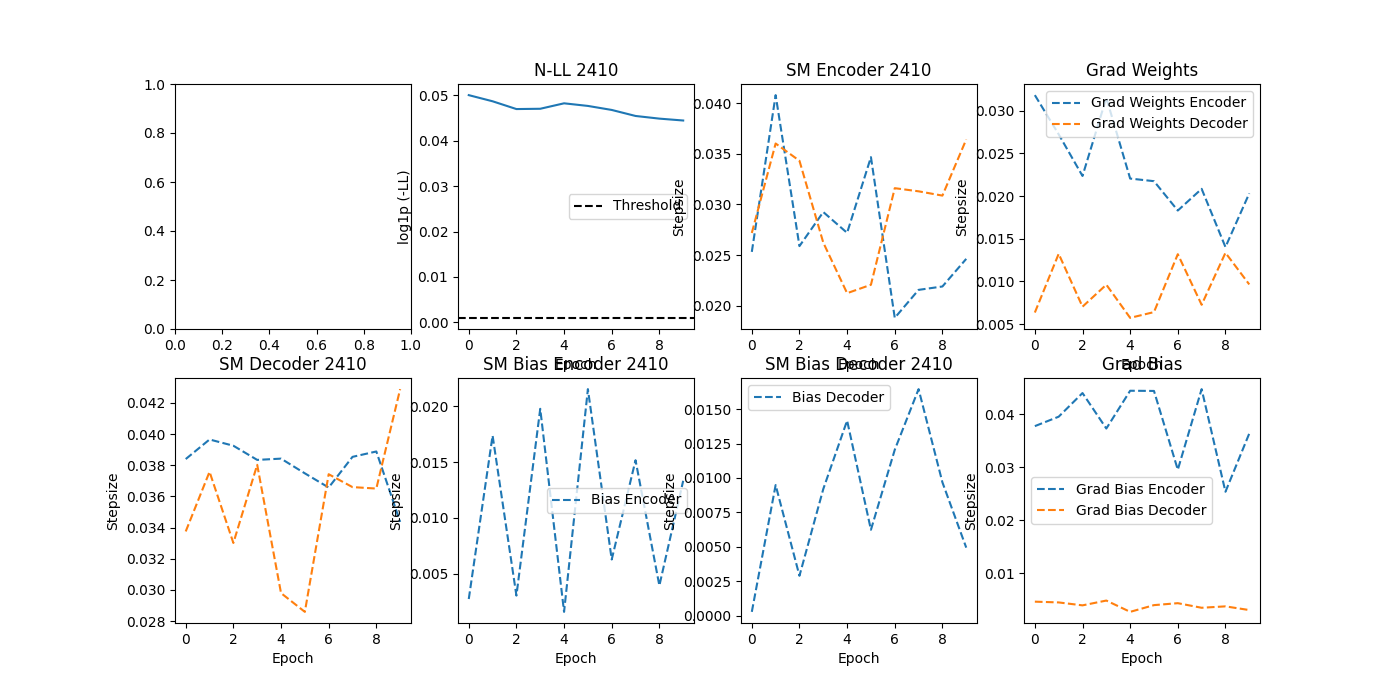 N-LL 2410
SM Encoder 2410
Grad Weights
1.0
0.8
0.6
0.4
0.2
0.0
0.0 0.2 0.4 0.6 0.8 1.0
log1p (-LL)
0.05
0.04
0.03
0.02
0.01
0.00
Threshold
0 2 4 6 8
Epoch
Stepsize
0.040
0.035
0.030
0.025
0.020
0 2 4 6 8
Epoch
Stepsize
0.030
0.025
0.020
0.015
0.010
0.005
Grad Weights Encoder
Grad Weights Decoder
0 2 4 6 8
Epoch
SM Decoder 2410
SM Bias Encoder 2410
SM Bias Decoder 2410
Grad Bias
Stepsize
0.042
0.040
0.038
0.036
0.034
0.032
0.030
0.028
0 2 4 6 8
Epoch
Stepsize
0.020
0.015
0.010
0.005
Bias Encoder
0 2 4 6 8
Epoch
Stepsize
0.0150
0.0125
0.0100
0.0075
0.0050
0.0025
0.0000
Bias Decoder
0 2 4 6 8
Epoch
Stepsize
0.04
0.03
0.02
0.01
Grad Bias Encoder
Grad Bias Decoder
0 2 4 6 8
Epoch